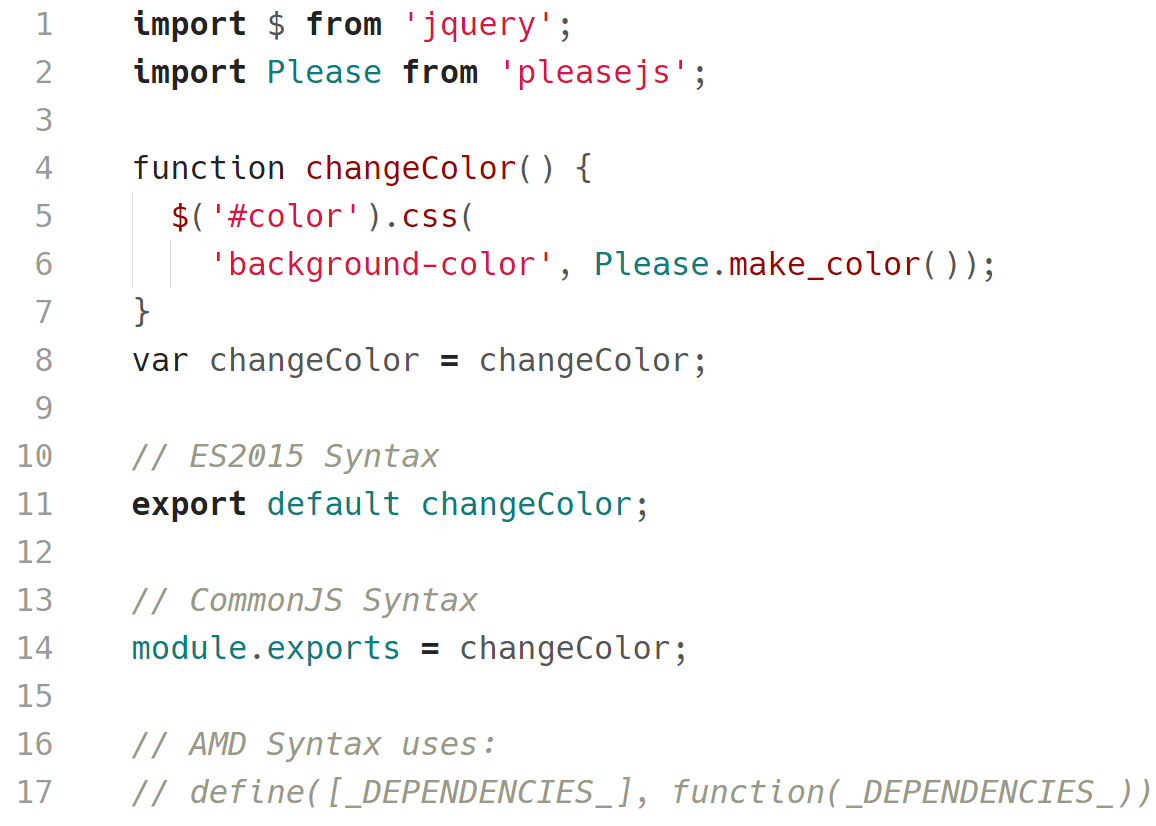 1 import $ from 'jquery';
2 import Please from 'pleasejs';
3
4 function changeColor() {
5 $('#color').css(
6 'background-color', Please.make_color());
7 }
8 var changeColor = changeColor;
9
10 // ES2015 Syntax
11 export default changeColor;
12
13 // CommonJS Syntax
14 module.exports = changeColor;
15
16 // AMD Syntax uses:
17 // define([_DEPENDENCIES_], function(_DEPENDENCIES_))